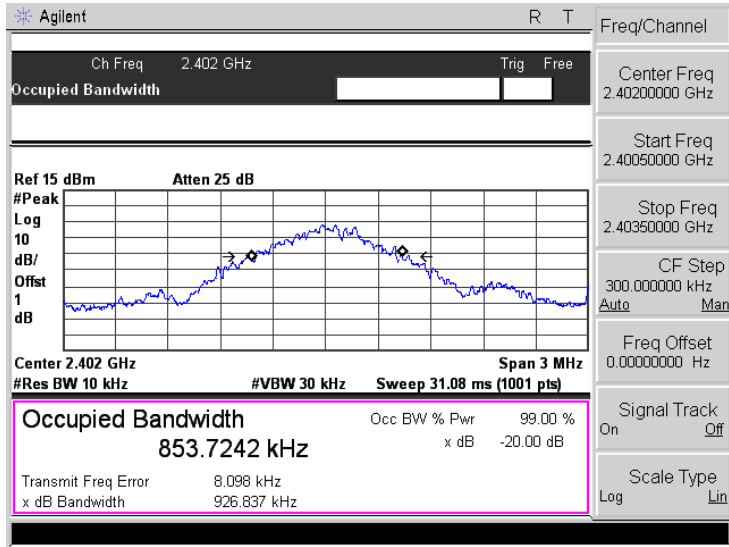 Agilent R T
Freq/Channel
Ch Freq 2.402 GHz Trig Free
Occupied Bandwidth
Center Freq
2.40200000 GHz
Start Freq
2.40050000 GHz
Stop Freq
2.40350000 GHz
CF Step
300.000000 kHz
Auto Man
Freq Offset
0.00000000 Hz
Signal Track
On Off
Scale Type
Log Lin
Ref 15 dBm Atten 25 dB
#Peak
Log
10
dB/
Offst
1
dB
Center 2.402 GHz Span 3 MHz
#Res BW 10 kHz #VBW 30 kHz Sweep 31.08 ms (1001 pts)
Occupied Bandwidth Occ BW % Pwr 99.00 %
853.7242 kHz x dB -20.00 dB
Transmit Freq Error 8.098 kHz
x dB Bandwidth 926.837 kHz